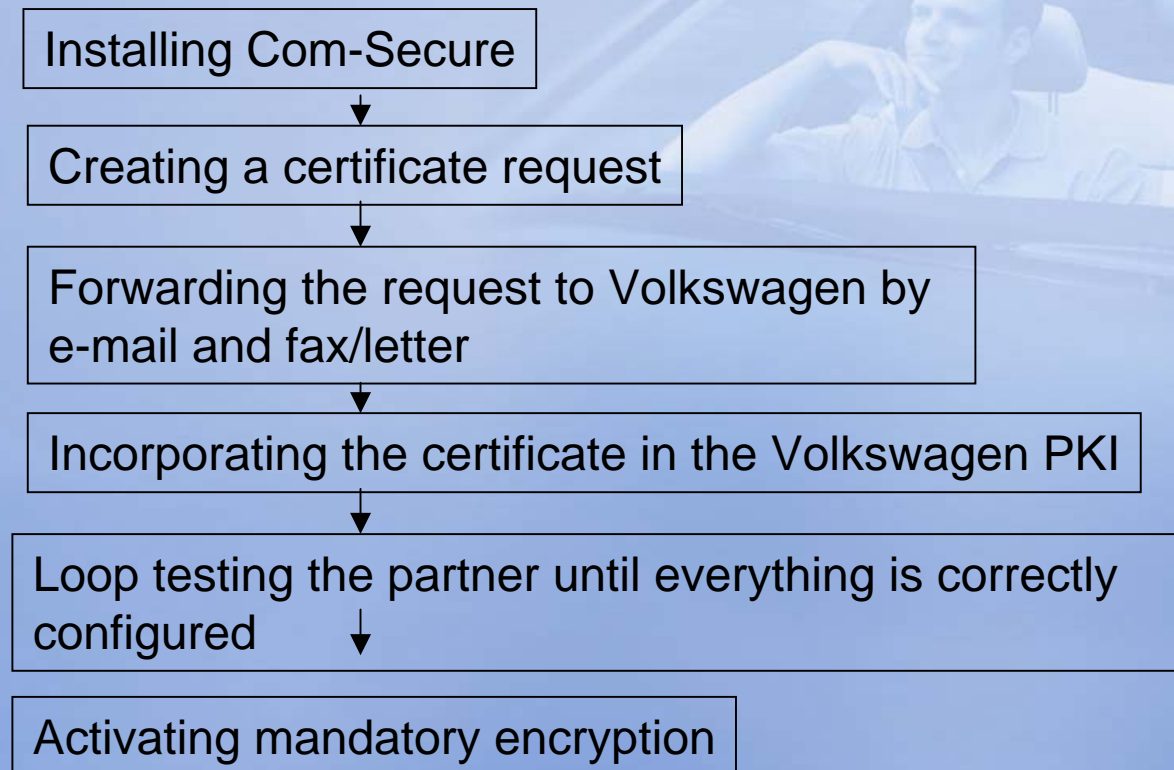 Installing Com-Secure
Creating a certificate request
Forwarding the request to Volkswagen by
e-mail and fax/letter
Incorporating the certificate in the Volkswagen PKI
Loop testing the partner until everything is correctly
configured
Activating mandatory encryption